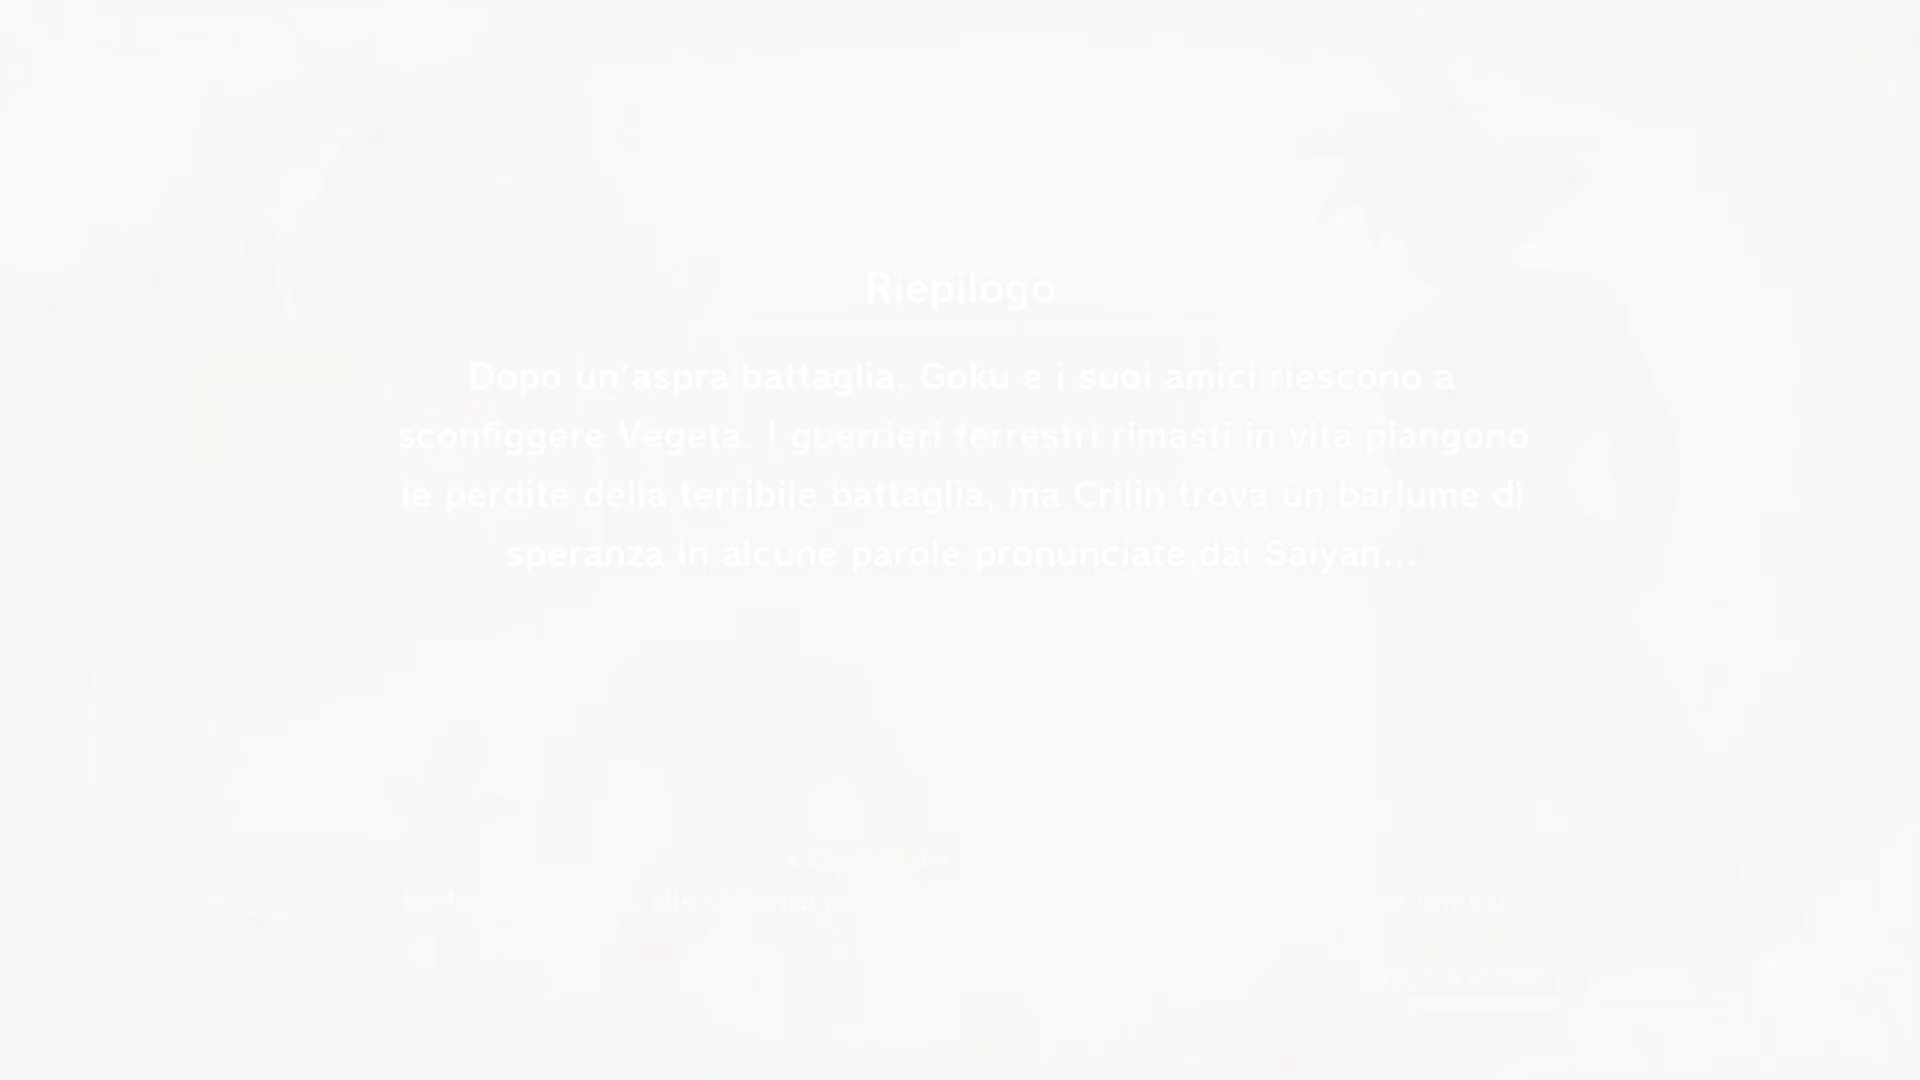 Riepilogo
Dopo un'aspra battaglia, Goku e i suoi amici riescono a
sconfiggere Vegeta. I guerrieri terrestri rimasti in vita piangono
le perdite della terribile battaglia, ma Crilin trova un barlume di
speranza in alcune parole pronunciate dai Saiyan...